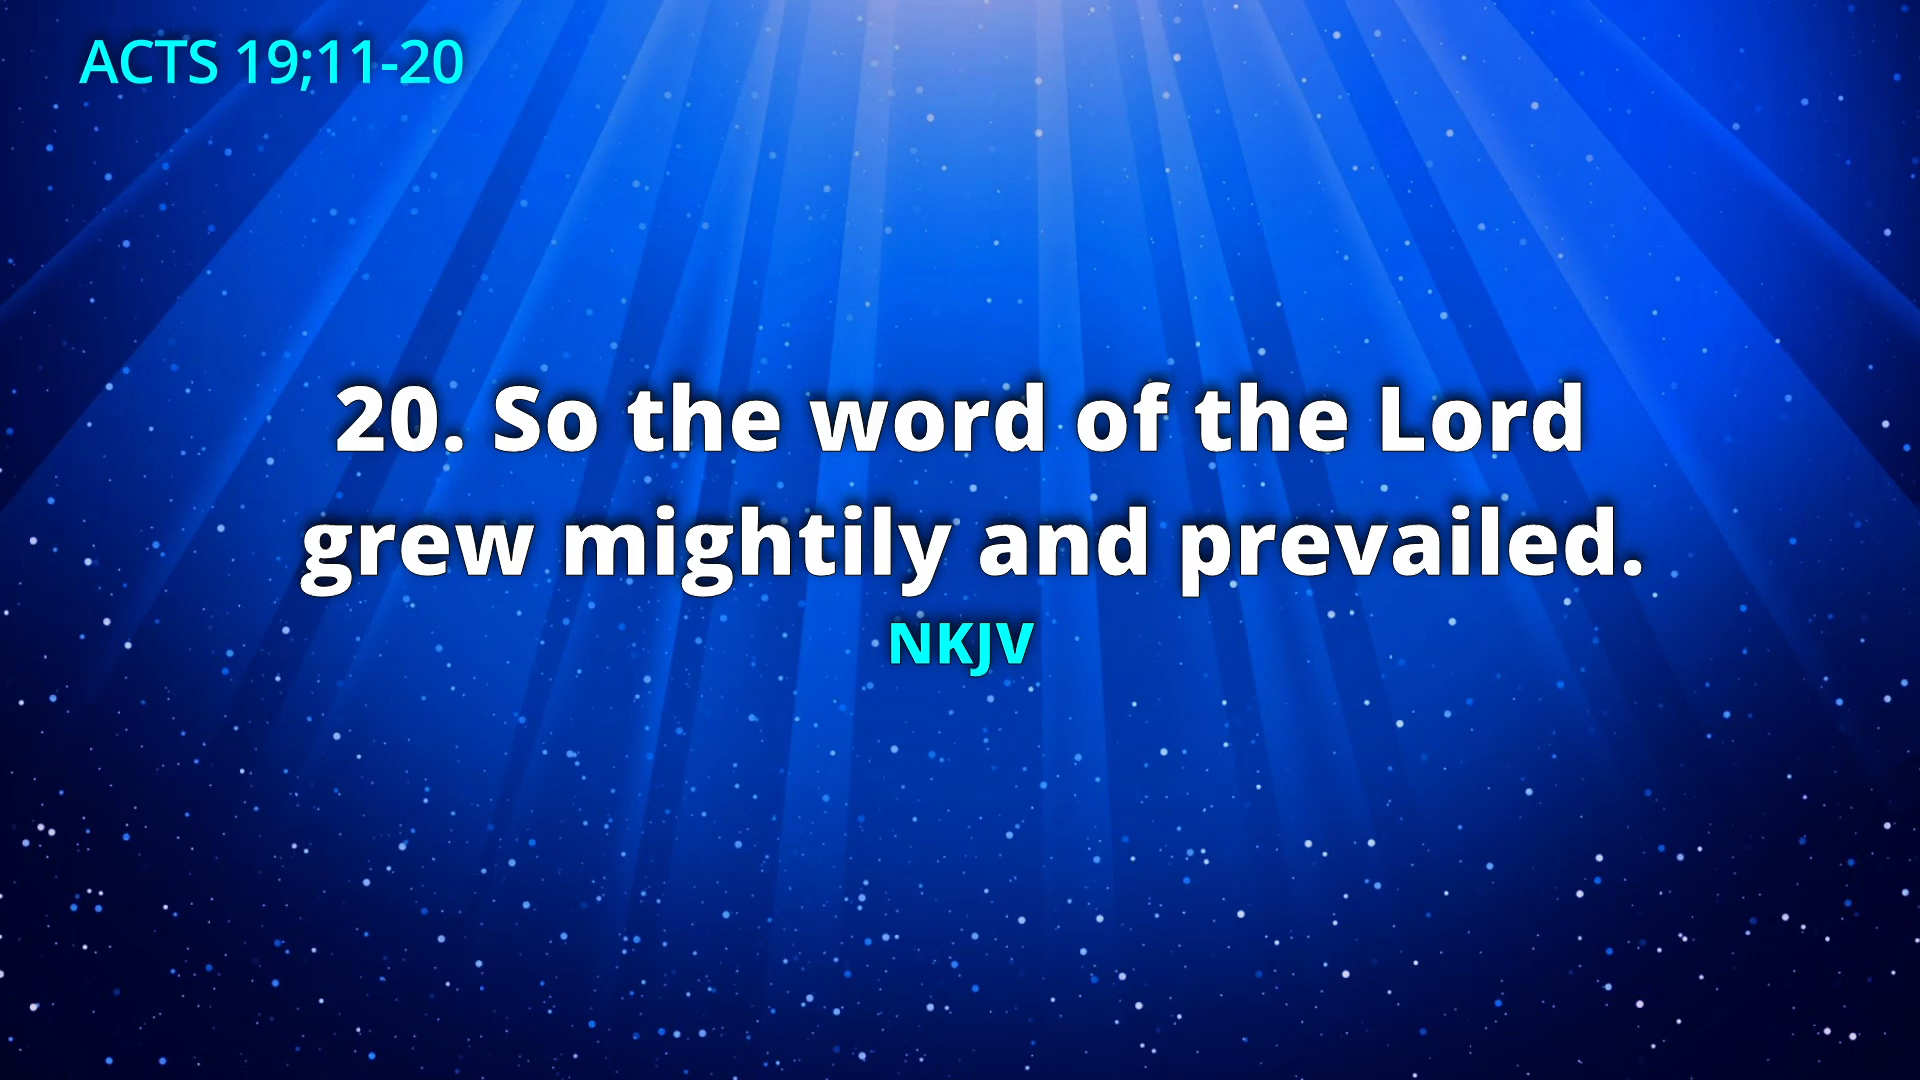 ACTS 19;11-20
20. So the word of the Lord
grew mightily and prevailed.
NKJV